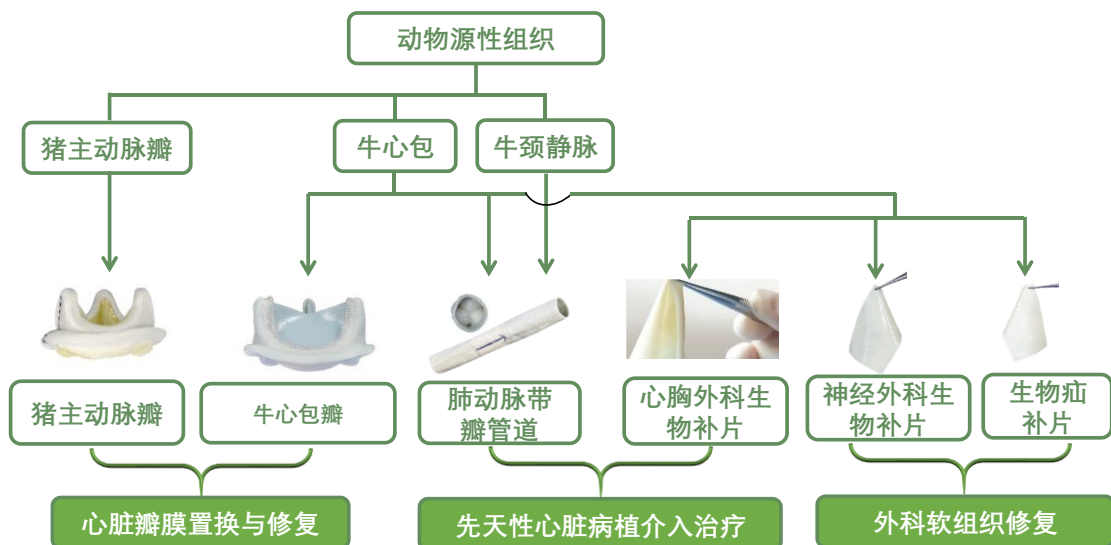 动物源性组织
猪主动脉瓣
牛心包
牛颈静脉
猪主动脉瓣
牛心包瓣
肺动脉带
瓣管道
心胸外科生
物补片
神经外科生
物补片
生物疝
补片
心脏瓣膜置换与修复
先天性心脏病植介入治疗
外科软组织修复